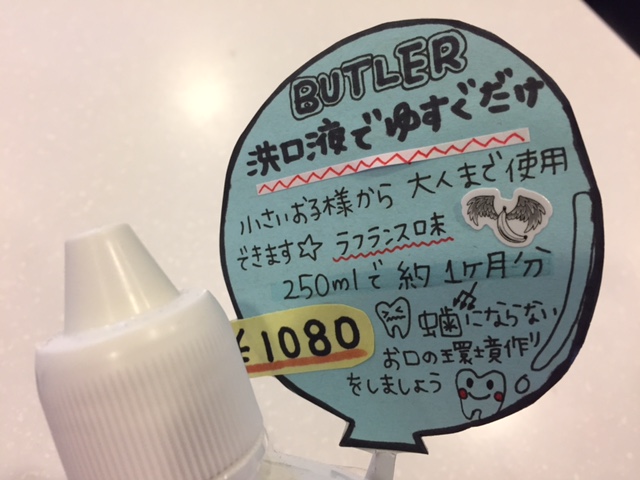 BUTLER
洗口液でゆすぐだけ
小さいお子様から 大人まで使用
できます☆ ラフランス味
250mlで 約 1ヶ月分
¥1080
虫歯にならない
お口の環境作り
をしましょう